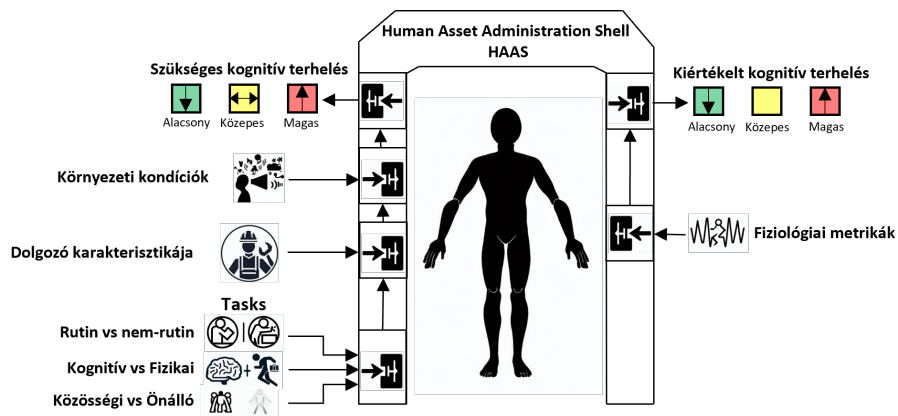 Human Asset Administration Shell
HAAS
Szükséges kognitív terhelés
Alacsony
Közepes
Magas
Kiértékelt kognitív terhelés
Alacsony
Közepes
Magas
Környezeti kondíciók
Dolgozó karakterisztikája
Fiziológiai metrikák
Tasks
Rutin vs nem-rutin
Kognitív vs Fizikai
Közösségi vs Önálló